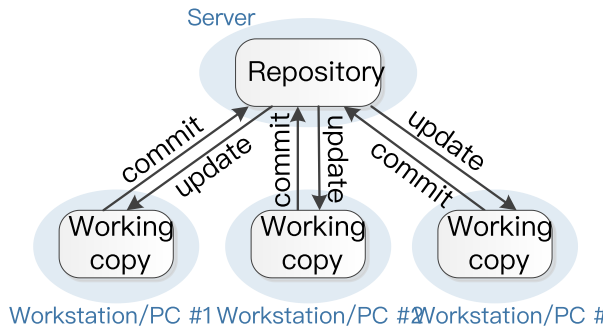 Server
Repository
commit
update
commit
update
update
commit
Working
copy
Working
copy
Working
copy
Workstation/PC #1
Workstation/PC #2
Workstation/PC #